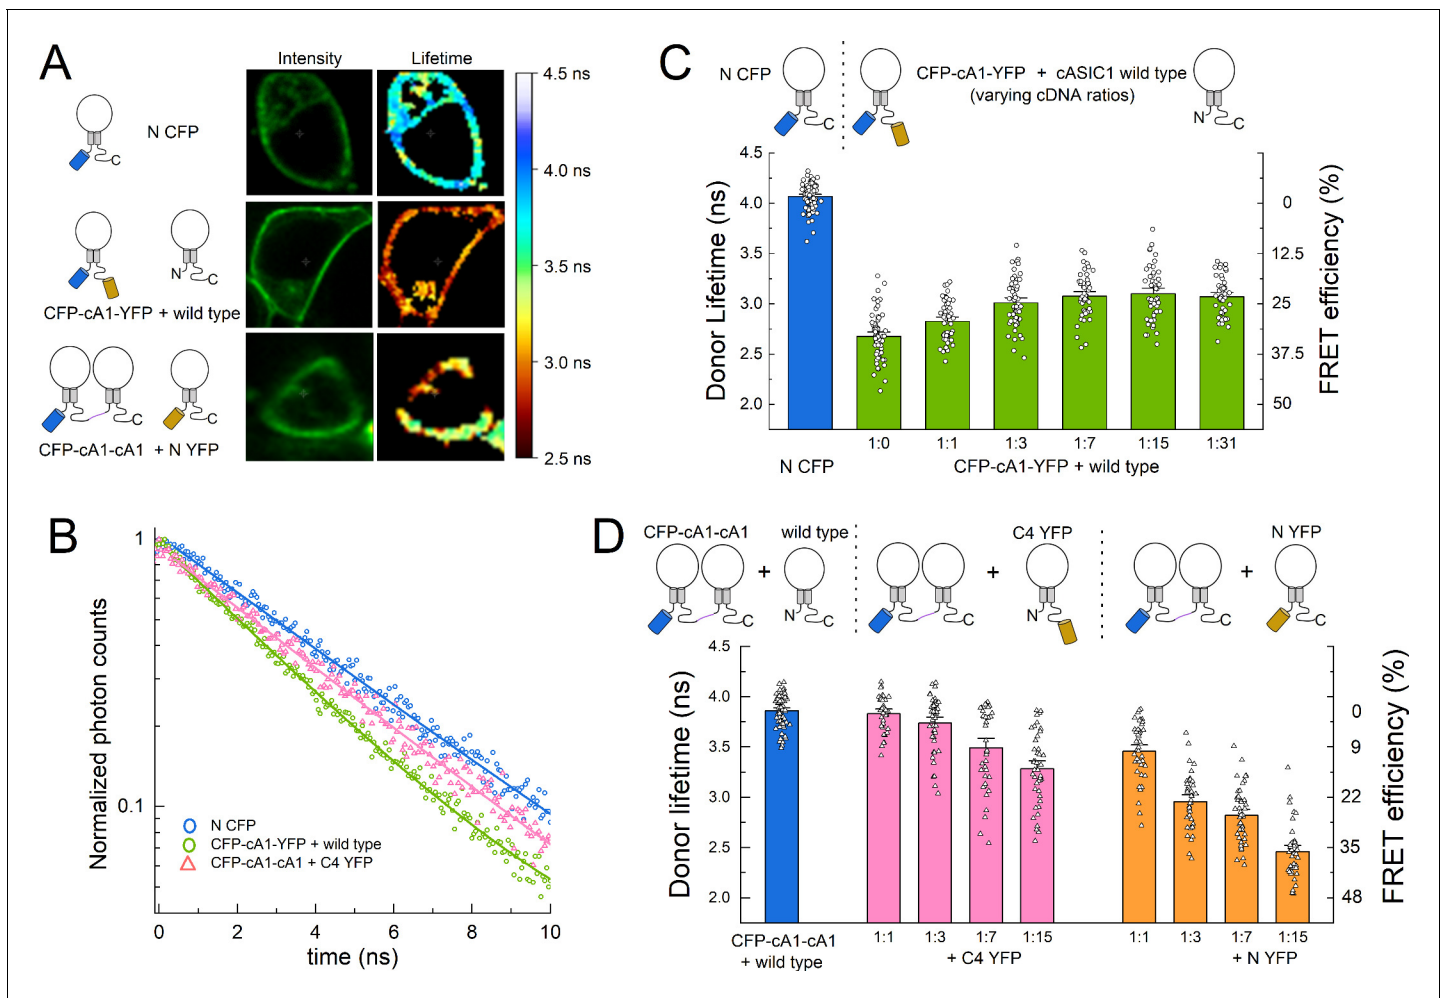 A
Intensity
Lifetime
N CFP
C
4.5 ns
4.0 ns
3.5 ns
3.0 ns
2.5 ns
N
C
CFP-cA1-YFP + wild type
C
C
CFP-cA1-cA1 + N YFP
B
Normalized photon counts
1
0.1
N CFP
CFP-cA1-YFP + wild type
CFP-cA1-cA1 + C4 YFP
0 2 4 6 8 10
time (ns)
C
N CFP
C
CFP-cA1-YFP + cASIC1 wild type
(varying cDNA ratios)
N
C
Donor Lifetime (ns)
4.5
4.0
3.5
3.0
2.5
2.0
0
12.5
25
37.5
50
FRET efficiency (%)
1:0 1:1 1:3 1:7 1:15 1:31
N CFP
CFP-cA1-YFP + wild type
D
CFP-cA1-cA1 wild type
C4 YFP
N YFP
+
+
+
C N C
C N
C C
Donor lifetime (ns)
4.5
4.0
3.5
3.0
2.5
2.0
0
9
22
35
48
FRET efficiency (%)
CFP-cA1-cA1
+ wild type
1:1 1:3 1:7 1:15
+ C4 YFP
1:1 1:3 1:7 1:15
+ N YFP